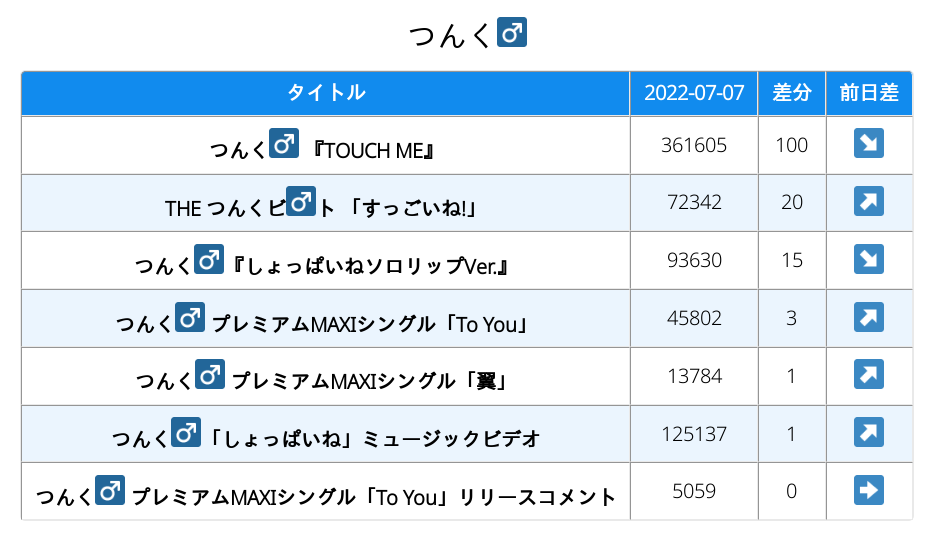 つんく♂
タイトル 2022-07-07 差分 前日差
つんく♂ 『TOUCH ME』 361605 100 ↘
THE つんくビ♂ト 「すっごいね!」 72342 20 ↗
つんく♂『しょっぱいねソロリップVer.』 93630 15 ↘
つんく♂ プレミアムMAXIシングル「To You」 45802 3 ↗
つんく♂ プレミアムMAXIシングル「翼」 13784 1 ↗
つんく♂「しょっぱいね」ミュージックビデオ 125137 1 ↗
つんく♂ プレミアムMAXIシングル「To You」リリースコメント 5059 0 ➡